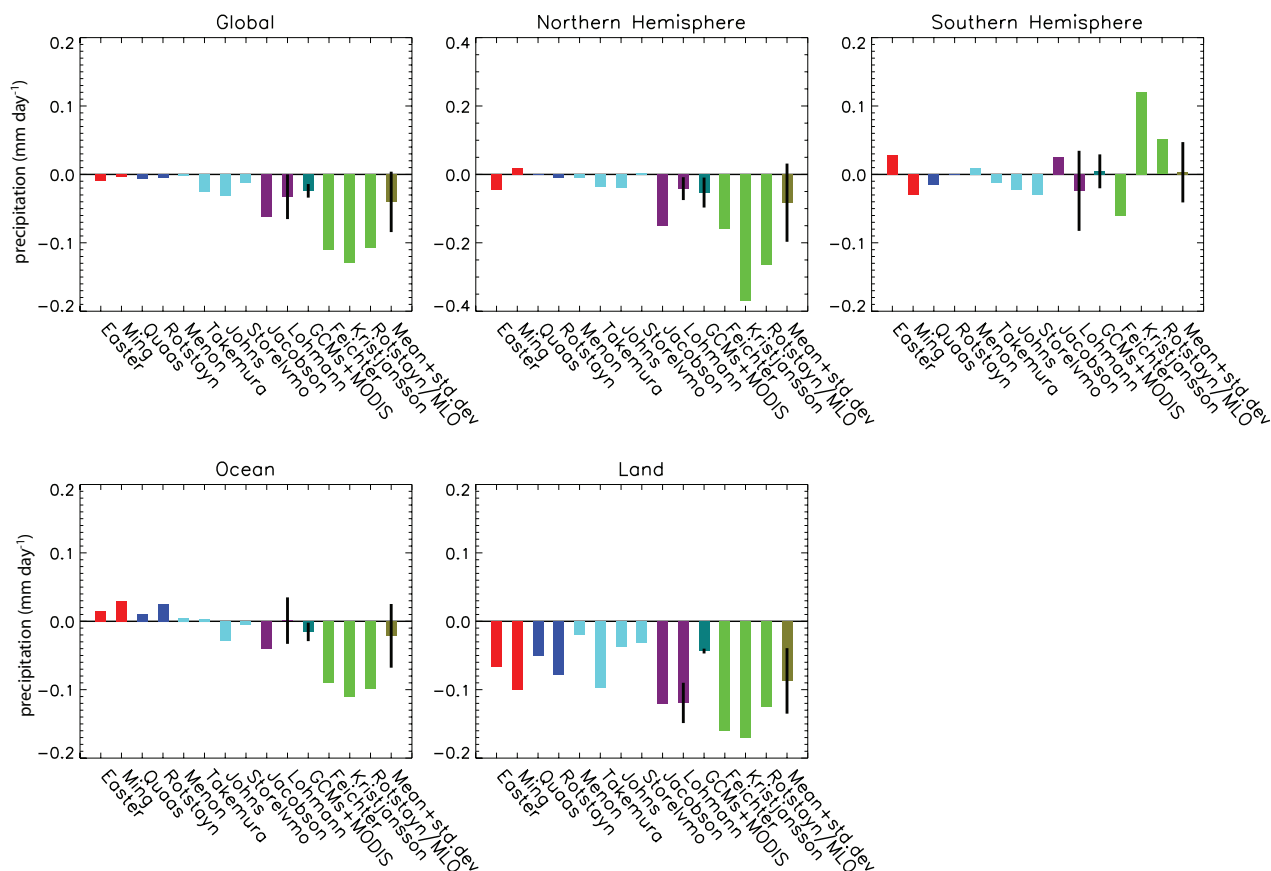 Global
Northern Hemisphere
Southern Hemisphere
precipitation (mm day⁻¹)
0.2
0.1
0.0
−0.1
−0.2
0.4
0.2
0.0
−0.2
−0.4
0.2
0.1
0.0
−0.1
−0.2
Easter
Ming
Quaas
Rotstayn
Menon
Takemura
Johns
Storelvmo
Jacobson
Lohmann
GCMs+MODIS
Feichter
Kristjansson
Rotstayn/MLO
Mean+std.dev
Easter
Ming
Quaas
Rotstayn
Menon
Takemura
Johns
Storelvmo
Jacobson
Lohmann
GCMs+MODIS
Feichter
Kristjansson
Rotstayn/MLO
Mean+std.dev
Easter
Ming
Quaas
Rotstayn
Menon
Takemura
Johns
Storelvmo
Jacobson
Lohmann
GCMs+MODIS
Feichter
Kristjansson
Rotstayn/MLO
Mean+std.dev
Ocean
Land
precipitation (mm day⁻¹)
0.2
0.1
0.0
−0.1
−0.2
0.2
0.1
0.0
−0.1
−0.2
Easter
Ming
Quaas
Rotstayn
Menon
Takemura
Johns
Storelvmo
Jacobson
Lohmann
GCMs+MODIS
Feichter
Kristjansson
Rotstayn/MLO
Mean+std.dev
Easter
Ming
Quaas
Rotstayn
Menon
Takemura
Johns
Storelvmo
Jacobson
Lohmann
GCMs+MODIS
Feichter
Kristjansson
Rotstayn/MLO
Mean+std.dev